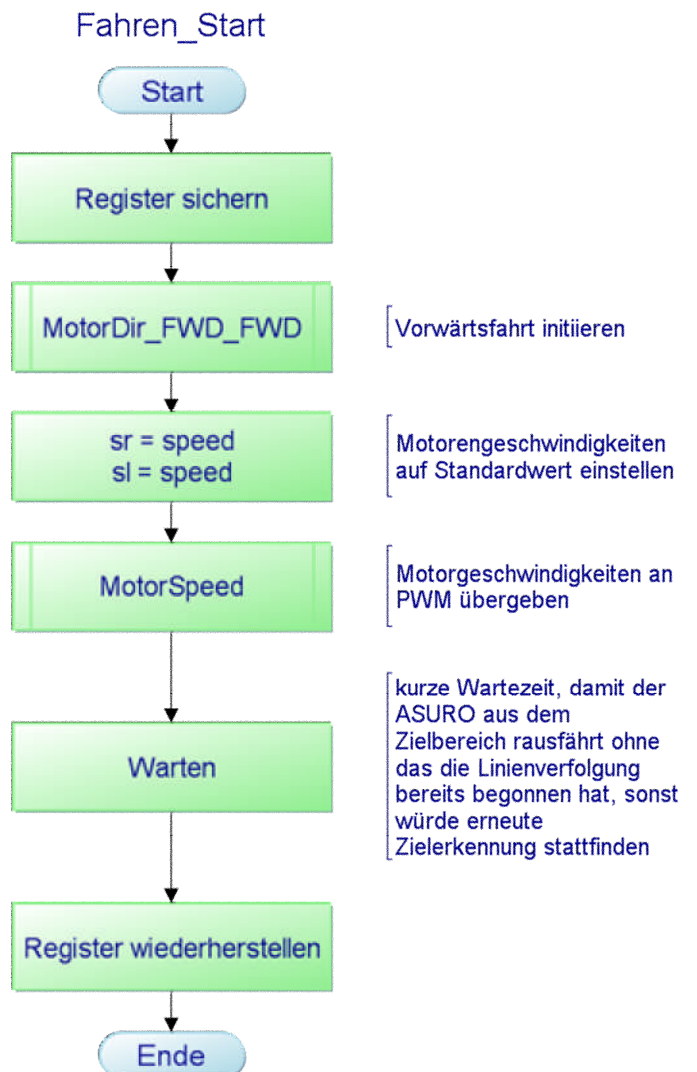 Fahren_Start
Start
Register sichern
MotorDir_FWD_FWD
Vorwärtsfahrt initiieren
sr = speed
sl = speed
Motorengeschwindigkeiten
auf Standardwert einstellen
MotorSpeed
Motorgeschwindigkeiten an
PWM übergeben
Warten
kurze Wartezeit, damit der
ASURO aus dem
Zielbereich rausfährt ohne
das die Linienverfolgung
bereits begonnen hat, sonst
würde erneute
Zielerkennung stattfinden
Register wiederherstellen
Ende